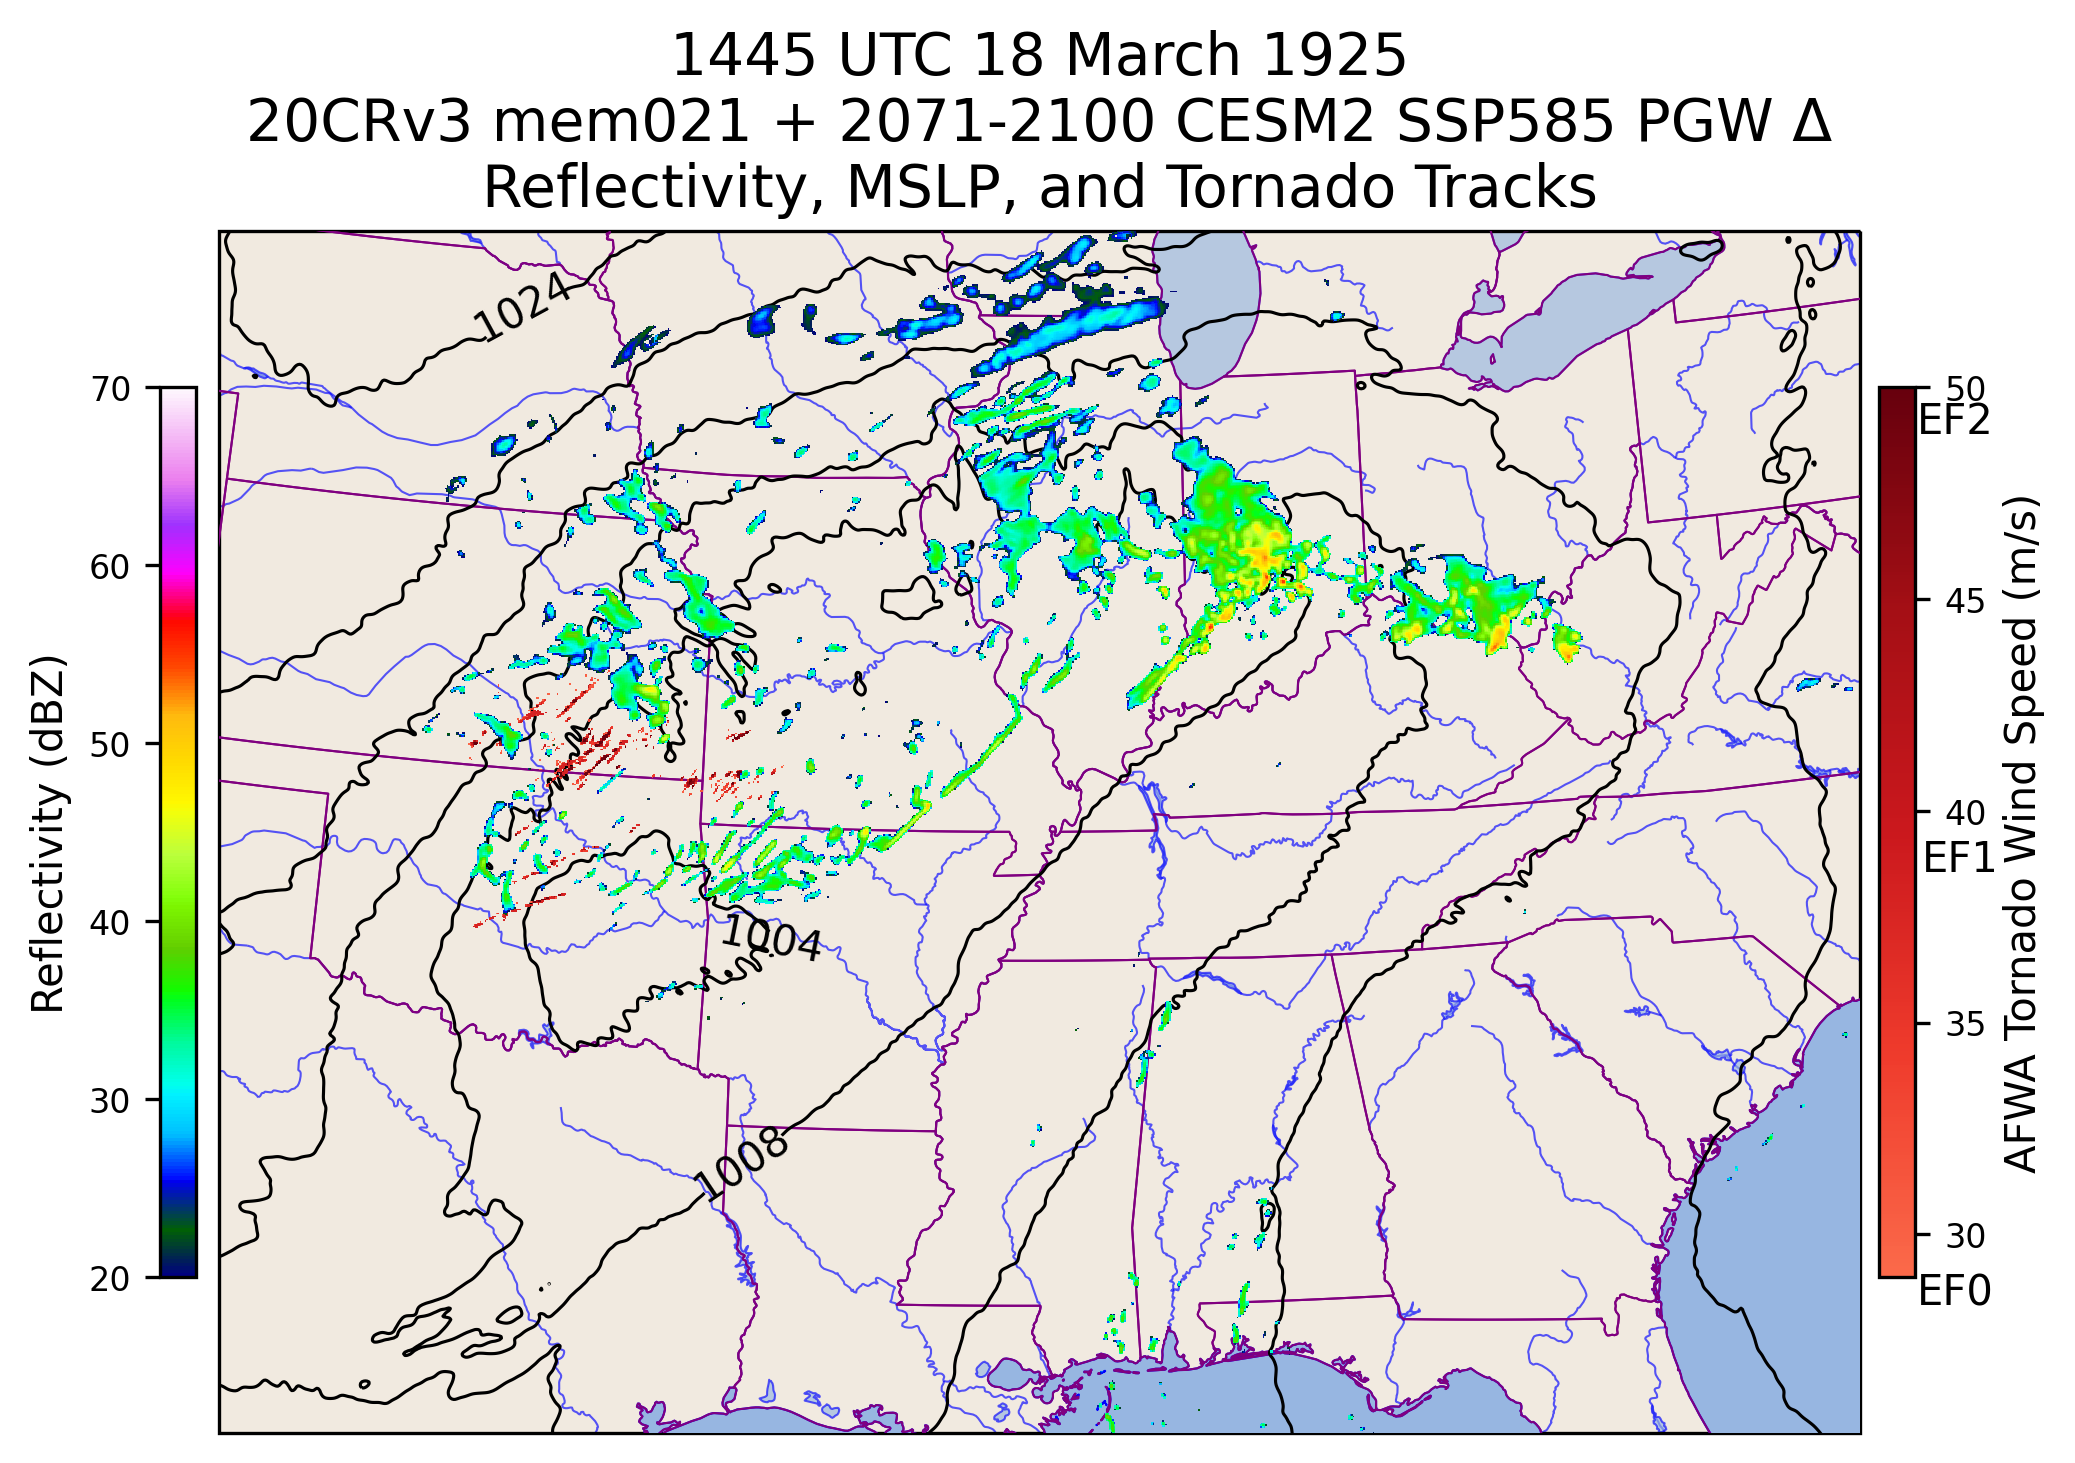 1445 UTC 18 March 1925
20CRv3 mem021 + 2071-2100 CESM2 SSP585 PGW Δ
Reflectivity, MSLP, and Tornado Tracks
Reflectivity (dBZ)
70
60
50
40
30
20
1024
1004
1008
50
EF2
45
40
EF1
35
30
EF0
AFWA Tornado Wind Speed (m/s)